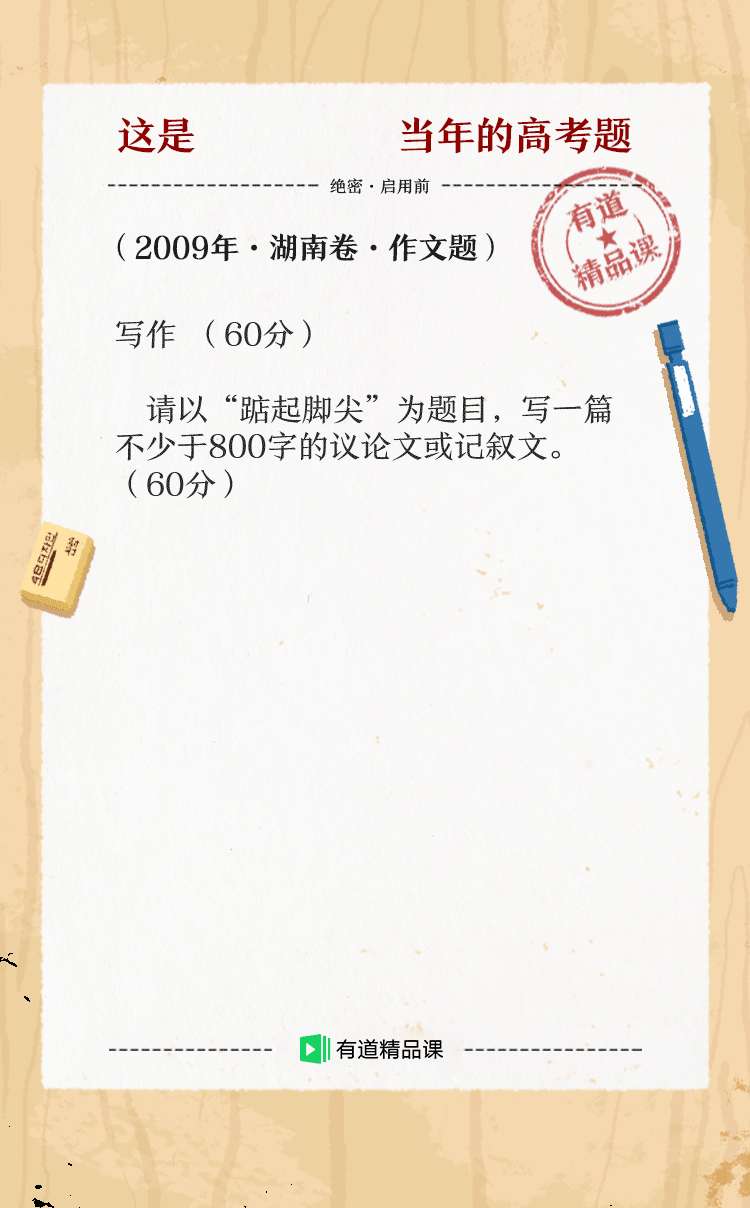 这是 当年的高考题
绝密·启用前
有道
精品课
（2009年·湖南卷·作文题）
写作 （60分）
请以“踮起脚尖”为题目，写一篇
不少于800字的议论文或记叙文。
（60分）
有道精品课